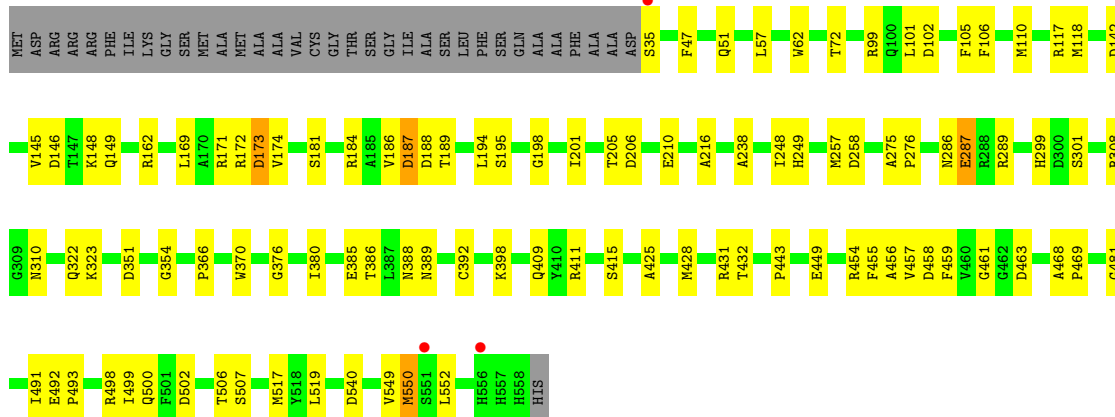 MET ASP ARG ARG ARG PHE ILE LYS GLY SER MET ALA MET ALA ALA VAL CYS GLY THR SER GLY ILE ALA SER LEU PHE SER GLN ALA ALA PHE ALA ALA ASP S35 F47 Q51 L57 W62 T72 R99 Q100 L101 D102 F105 F106 M110 R117 M118 D142
V145 D146 T147 K148 Q149 R162 L169 A170 R171 R172 D173 V174 S181 R184 A185 V186 D187 D188 T189 L194 S195 G198 I201 T205 D206 E210 A216 A238 I248 H249 M257 D258 A275 P276 N286 E287 R288 R289 H299 D300 S301
G309 N310 Q322 K323 D351 G354 P366 W370 G376 I380 E385 T386 L387 N388 N389 C392 K398 Q409 Y410 R411 S415 A425 M428 R431 T432 P443 E449 R454 F455 A456 V457 D458 F459 V460 G461 G462 D463 A468 P469
I491 E492 P493 R498 I499 Q500 F501 D502 T506 S507 M517 Y518 L519 D540 V549 M550 S551 L552 H556 H557 H558 HIS